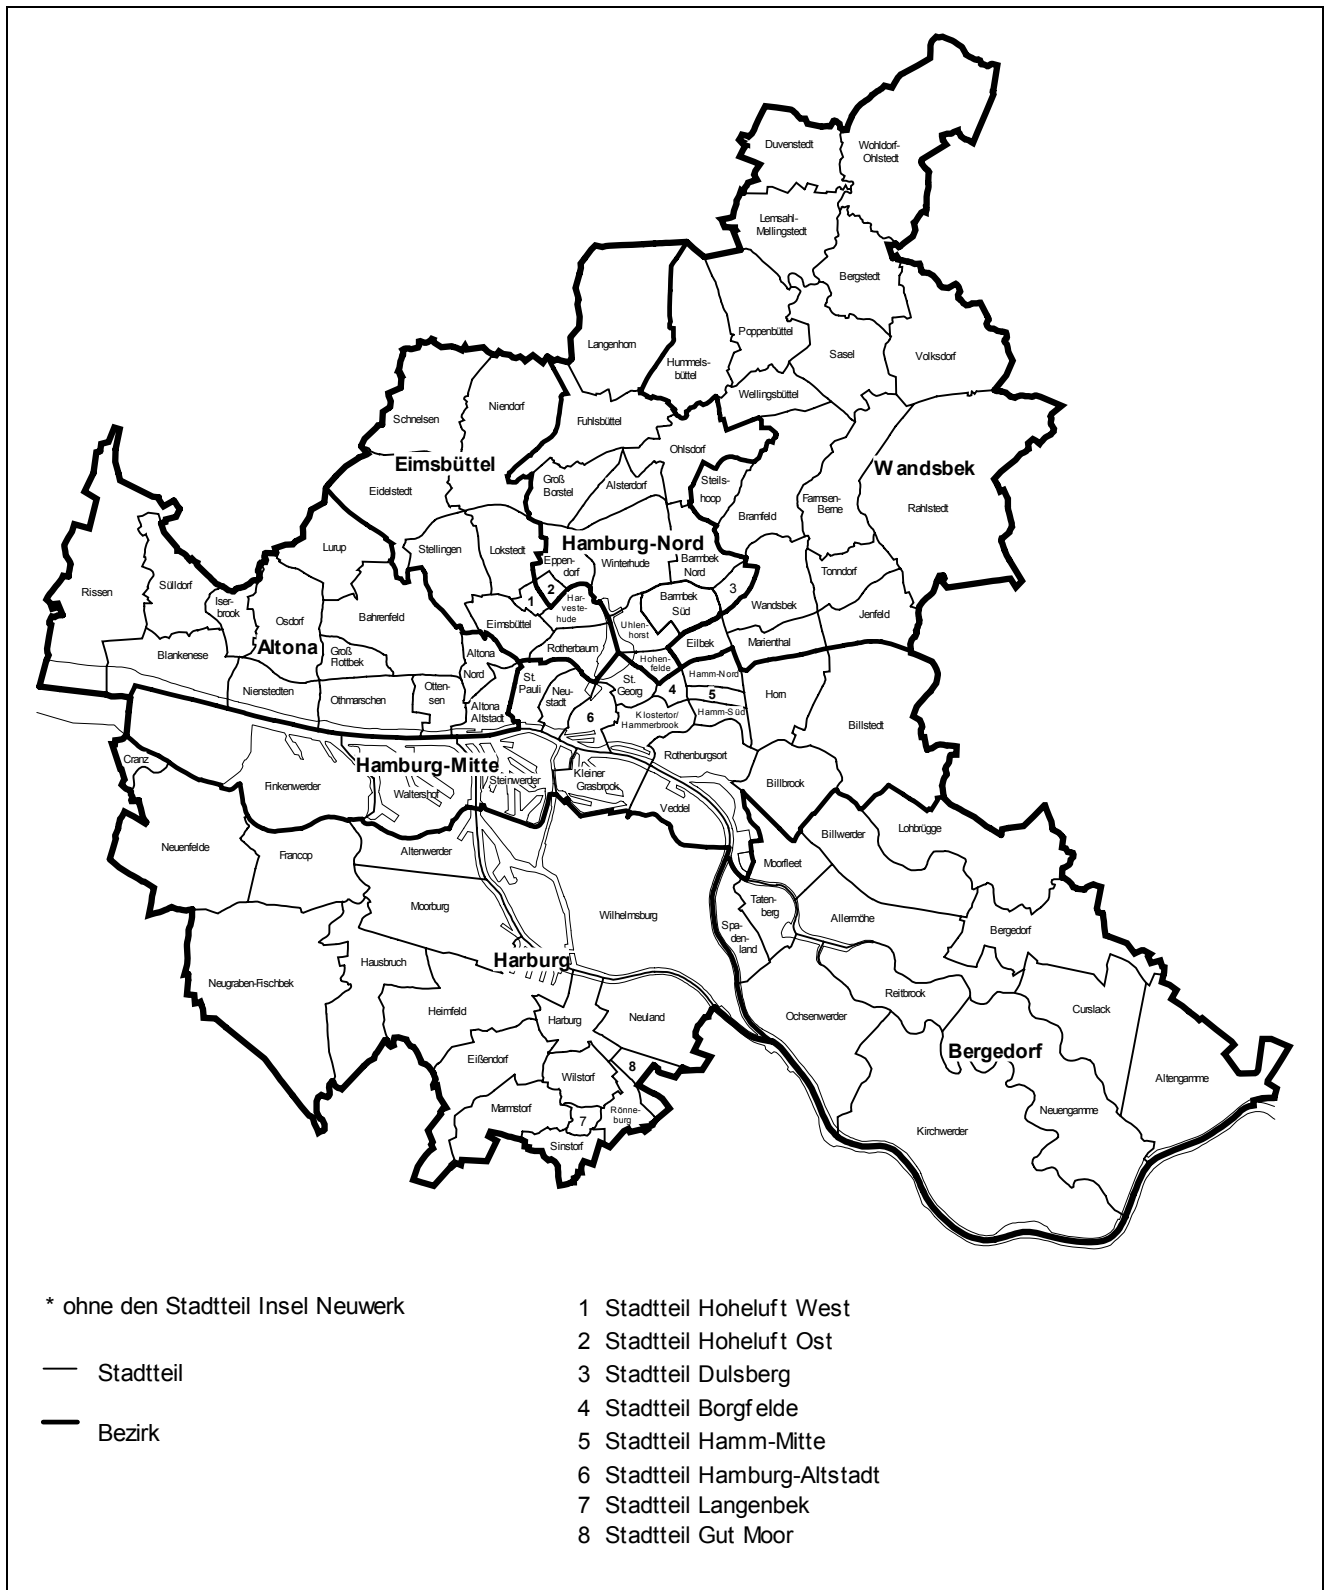 Duvenstedt
Wohldorf-
Ohlstedt
Lemsahl-
Mellingstedt
Bergstedt
Langenhorn
Poppenbüttel
Hummels-
büttel
Sasel
Volksdorf
Wellingsbüttel
Niendorf
Schnelsen
Fuhlsbüttel
Ohlsdorf
Eimsbüttel
Wandsbek
Eidelstedt
Groß
Borstel
Alsterdorf
Steils-
hoop
Bramfeld
Farmsen-
Berne
Rahlstedt
Lurup
Stellingen
Lokstedt
Hamburg-Nord
Eppen-
dorf
Winterhude
Barmbek
Nord
Tonndorf
Rissen
Sülldorf
Iser-
brook
Osdorf
Bahrenfeld
1
2
Har-
veste-
hude
Barmbek
Süd
3
Wandsbek
Jenfeld
Eimsbüttel
Uhlen-
horst
Eilbek
Marienthal
Blankenese
Altona
Groß
Flottbek
Altona
Nord
Rotherbaum
Hohen-
felde
Nienstedten
Othmarschen
Otten-
sen
Altona
Altstadt
St.
Pauli
Neu-
stadt
St.
Georg
4
Hamm-Nord
5
Hamm-Süd
Horn
Billstedt
6
Klostertor/
Hammerbrook
Cranz
Finkenwerder
Hamburg-Mitte
Waltershof
Steinwerder
Kleiner
Grasbrook
Rothenburgsort
Veddel
Billbrook
Neuenfelde
Francop
Altenwerder
Billwerder
Lohbrügge
Moorfleet
Moorburg
Wilhelmsburg
Taten-
berg
Spa-
den-
land
Allermöhe
Bergedorf
Neugraben-Fischbek
Hausbruch
Harburg
Heimfeld
Harburg
Neuland
Ochsenwerder
Reitbrook
Curslack
Eißendorf
Wilstorf
8
Bergedorf
Altengamme
Marmstorf
7
Rönne-
burg
Neuengamme
Sinstorf
Kirchwerder
* ohne den Stadtteil Insel Neuwerk
Stadtteil
Bezirk
1 Stadtteil Hoheluft West
2 Stadtteil Hoheluft Ost
3 Stadtteil Dulsberg
4 Stadtteil Borgfelde
5 Stadtteil Hamm-Mitte
6 Stadtteil Hamburg-Altstadt
7 Stadtteil Langenbek
8 Stadtteil Gut Moor